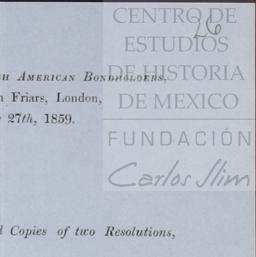 CENTRO DE
26
ESTUDIOS
DE HISTORIA
DE MEXICO
FUNDACIÓN
Carlos Slim
H AMERICAN BONDHOLDERS,
n Friars, London,
27th, 1859.
d Copies of two Resolutions,